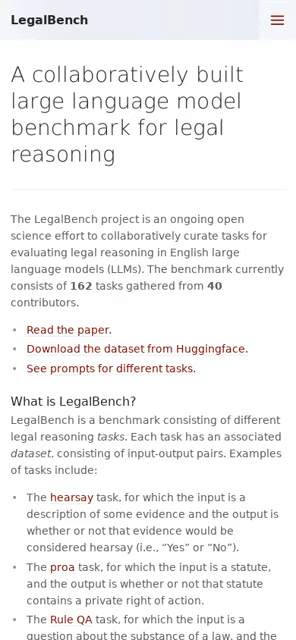 LegalBench
A collaboratively built
large language model
benchmark for legal
reasoning
The LegalBench project is an ongoing open
science effort to collaboratively curate tasks for
evaluating legal reasoning in English large
language models (LLMs). The benchmark currently
consists of 162 tasks gathered from 40
contributors.
• Read the paper.
• Download the dataset from Huggingface.
• See prompts for different tasks.
What is LegalBench?
LegalBench is a benchmark consisting of different
legal reasoning tasks. Each task has an associated
dataset, consisting of input-output pairs. Examples
of tasks include:
• The hearsay task, for which the input is a
description of some evidence and the output is
whether or not that evidence would be
considered hearsay (i.e., “Yes” or “No”).
• The proa task, for which the input is a statute,
and the output is whether or not that statute
contains a private right of action.
• The Rule QA task, for which the input is a
question about the substance of a law, and the